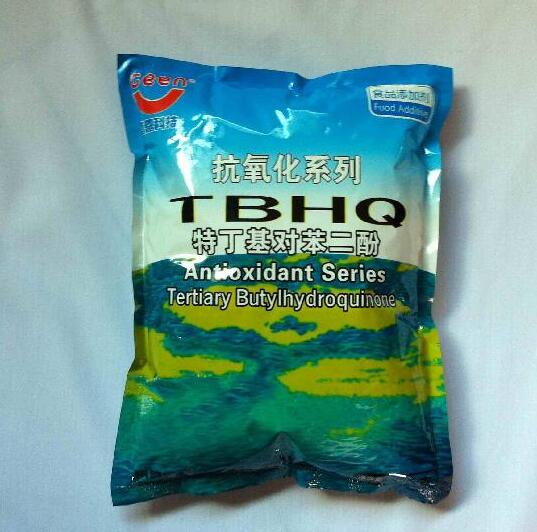 食品添加剂
Food Additive
抗氧化系列
TBHQ
特丁基对苯二酚
Antioxidant Series
Tertiary Butylhydroquinone